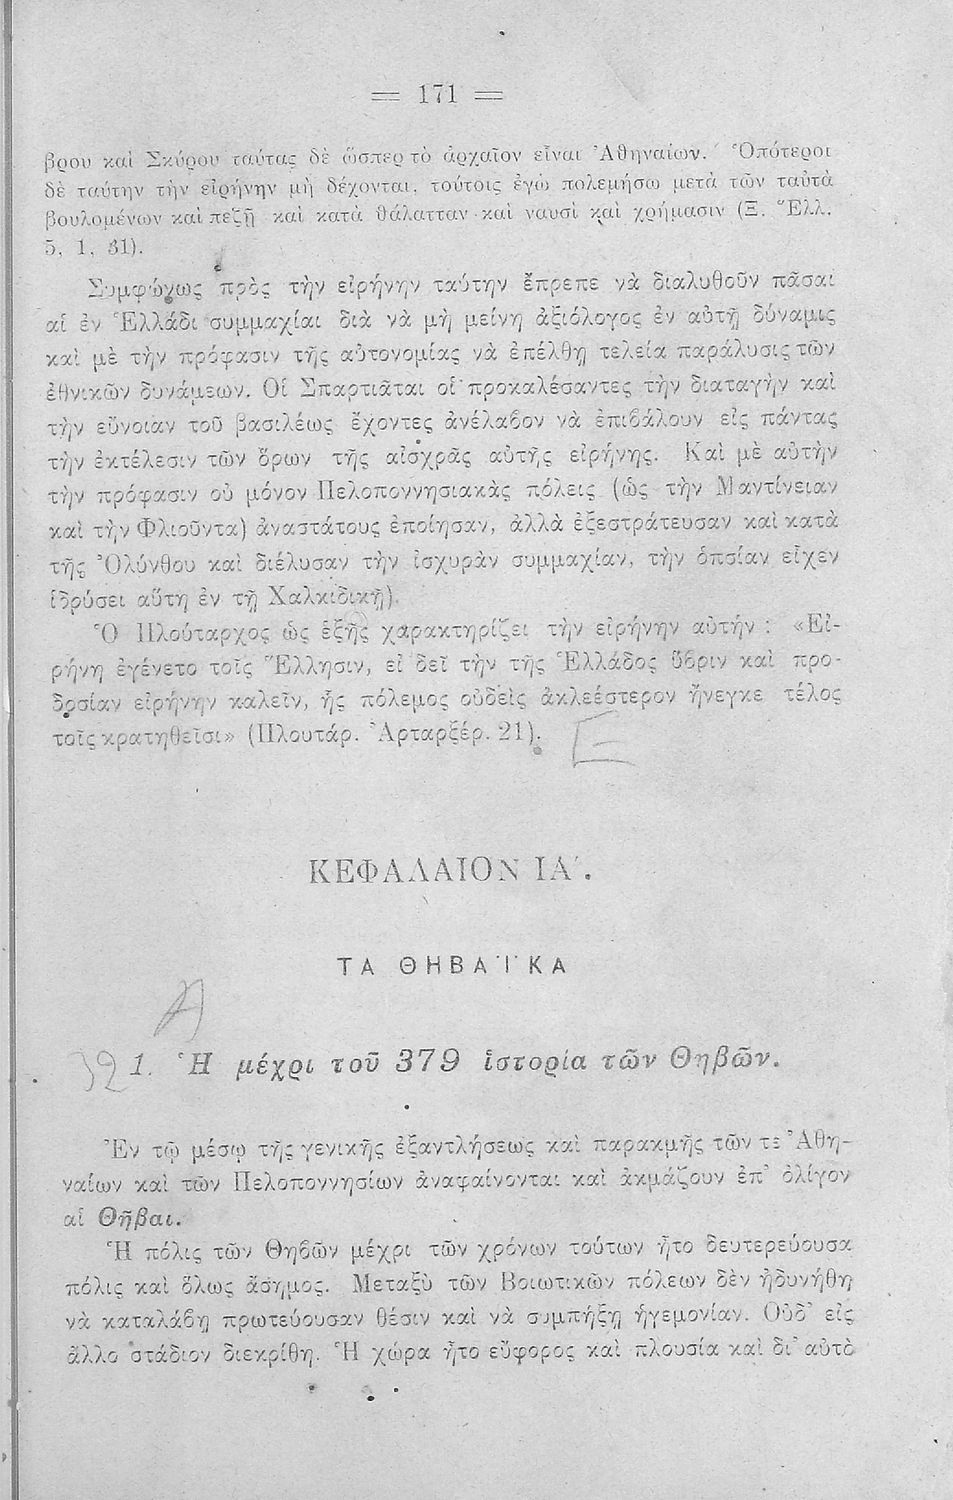 = 171 =
βρου καὶ Σκύρου ταύτας δὲ ὥσπερ τὸ ἀρχαῖον εἶναι Ἀθηναίων. Ὁπότεροι
δὲ ταύτην τὴν εἰρήνην μὴ δέχονται, τούτοις ἐγὼ πολεμήσω μετὰ τῶν ταὐτὰ
βουλομένων καὶ πεζῇ καὶ κατὰ θάλατταν καὶ ναυσὶ καὶ χρήμασιν (Ξ. Ἑλλ.
5, 1, 31).
Συμφώνως πρὸς τὴν εἰρήνην ταύτην ἔπρεπε νὰ διαλυθοῦν πᾶσαι
αἱ ἐν Ἑλλάδι συμμαχίαι διὰ νὰ μὴ μείνῃ ἀξιόλογος ἐν αὐτῇ δύναμις
καὶ μὲ τὴν πρόφασιν τῆς αὐτονομίας νὰ ἐπέλθῃ τελεία παράλυσις τῶν
ἐθνικῶν δυνάμεων. Οἱ Σπαρτιᾶται οἱ προκαλέσαντες τὴν διαταγὴν καὶ
τὴν εὔνοιαν τοῦ βασιλέως ἔχοντες ἀνέλαβον νὰ ἐπιβάλουν εἰς πάντας
τὴν ἐκτέλεσιν τῶν ὅρων τῆς αἰσχρᾶς αὐτῆς εἰρήνης. Καὶ μὲ αὐτὴν
τὴν πρόφασιν οὐ μόνον Πελοποννησιακὰς πόλεις (ὡς τὴν Μαντίνειαν
καὶ τὴν Φλιοῦντα) ἀναστάτους ἐποίησαν, ἀλλὰ ἐξεστράτευσαν καὶ κατὰ
τῆς Ὀλύνθου καὶ διέλυσαν τὴν ἰσχυρὰν συμμαχίαν, τὴν ὁποίαν εἶχεν
ἱδρύσει αὕτη ἐν τῇ Χαλκιδικῇ).
Ὁ Πλούταρχος ὡς ἑξῆς χαρακτηρίζει τὴν εἰρήνην αὐτήν : «Εἰ-
ρήνη ἐγένετο τοῖς Ἕλλησιν, εἰ δεῖ τὴν τῆς Ἑλλάδος ὕβριν καὶ προ-
δοσίαν εἰρήνην καλεῖν, ἧς πόλεμος οὐδεὶς ἀκλεέστερον ἤνεγκε τέλος
τοῖς κρατηθεῖσι» (Πλουτάρ. Ἀρταρξέρ. 21).
ΚΕΦΑΛΑΙΟΝ ΙΑ΄.
ΤΑ ΘΗΒΑΪΚΑ
Α
32 1. Ἡ μέχρι τοῦ 379 ἱστορία τῶν Θηβῶν.
Ἐν τῷ μέσῳ τῆς γενικῆς ἐξαντλήσεως καὶ παρακμῆς τῶν τε Ἀθη-
ναίων καὶ τῶν Πελοποννησίων ἀναφαίνονται καὶ ἀκμάζουν ἐπ' ὀλίγον
αἱ Θῆβαι.
Ἡ πόλις τῶν Θηβῶν μέχρι τῶν χρόνων τούτων ἦτο δευτερεύουσα
πόλις καὶ ὅλως ἄσημος. Μεταξὺ τῶν Βοιωτικῶν πόλεων δὲν ἠδυνήθη
νὰ καταλάβῃ πρωτεύουσαν θέσιν καὶ νὰ συμπήξῃ ἡγεμονίαν. Οὐδ' εἰς
ἄλλο στάδιον διεκρίθη. Ἡ χώρα ἦτο εὔφορος καὶ πλουσία καὶ δι' αὐτὸ